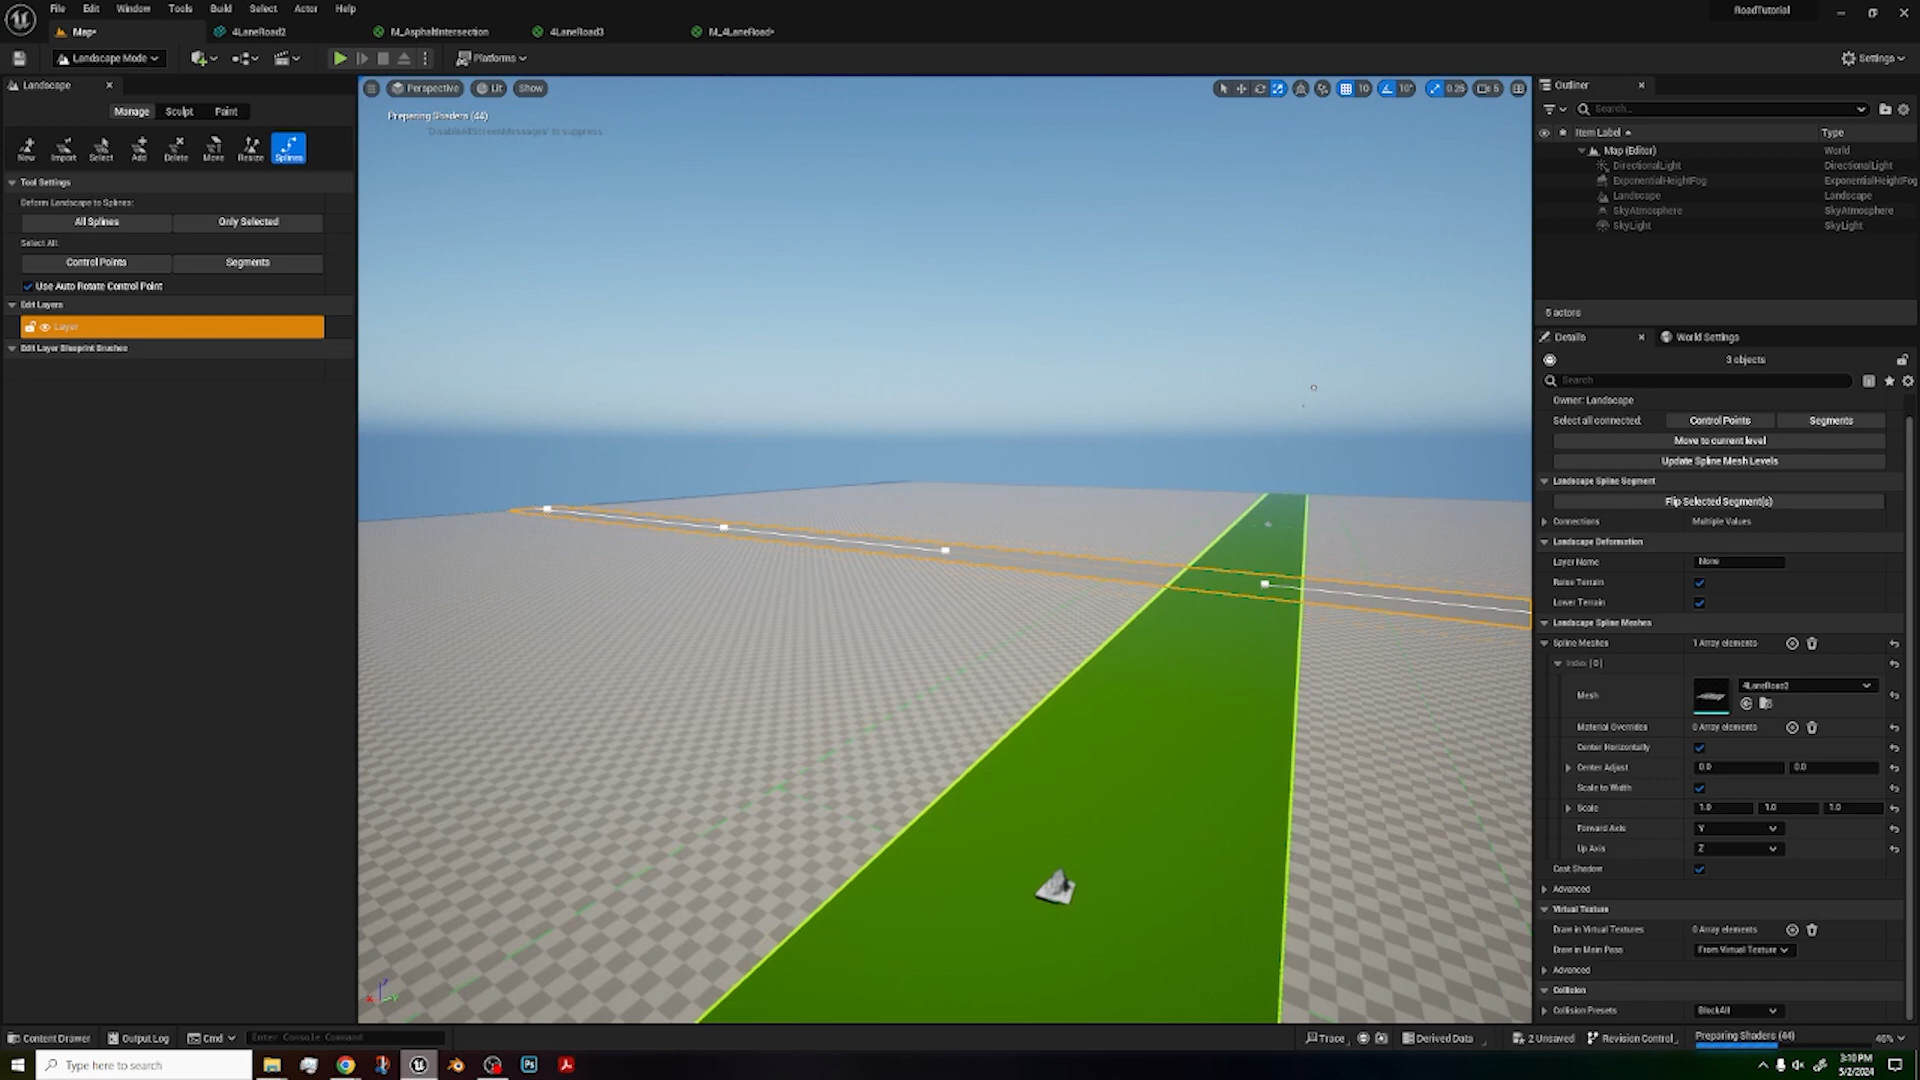 File Edit Window Tools Build Select Actor Help
RoadTutorial
Map* 4LaneRoad2 M_AsphaltIntersection 4LaneRoad3 M_4LaneRoad*
Landscape Mode Platforms Settings
Landscape
Manage Sculpt Paint
New Import Select Add Delete Move Resize Splines
Tool Settings
Deform Landscape to Splines:
All Splines Only Selected
Select All:
Control Points Segments
Use Auto Rotate Control Point
Edit Layers
Layer
Edit Layer Blueprint Brushes
Perspective Lit Show
10 10° 0.25 5
Preparing Shaders (44)
'DisableAllScreenMessages' to suppress
Outliner
Search...
Item Label Type
Map (Editor) World
DirectionalLight DirectionalLight
ExponentialHeightFog ExponentialHeightFog
Landscape Landscape
SkyAtmosphere SkyAtmosphere
SkyLight SkyLight
5 actors
Details World Settings
3 objects
Search
Owner: Landscape
Select all connected: Control Points Segments
Move to current level
Update Spline Mesh Levels
Landscape Spline Segment
Flip Selected Segment(s)
Connections Multiple Values
Landscape Deformation
Layer Name None
Raise Terrain
Lower Terrain
Landscape Spline Meshes
Spline Meshes 1 Array elements
Index [ 0 ]
Mesh 4LaneRoad2
Material Overrides 0 Array elements
Center Horizontally
Center Adjust 0.0 0.0
Scale to Width
Scale 1.0 1.0 1.0
Forward Axis Y
Up Axis Z
Cast Shadow
Advanced
Virtual Texture
Draw in Virtual Textures 0 Array elements
Draw in Main Pass From Virtual Texture
Advanced
Collision
Collision Presets BlockAll
Z
X Y
Content Drawer Output Log Cmd Enter Console Command
Trace Derived Data 2 Unsaved Revision Control Preparing Shaders (44) 46%
Type here to search
Ps
3:10 PM
5/2/2024